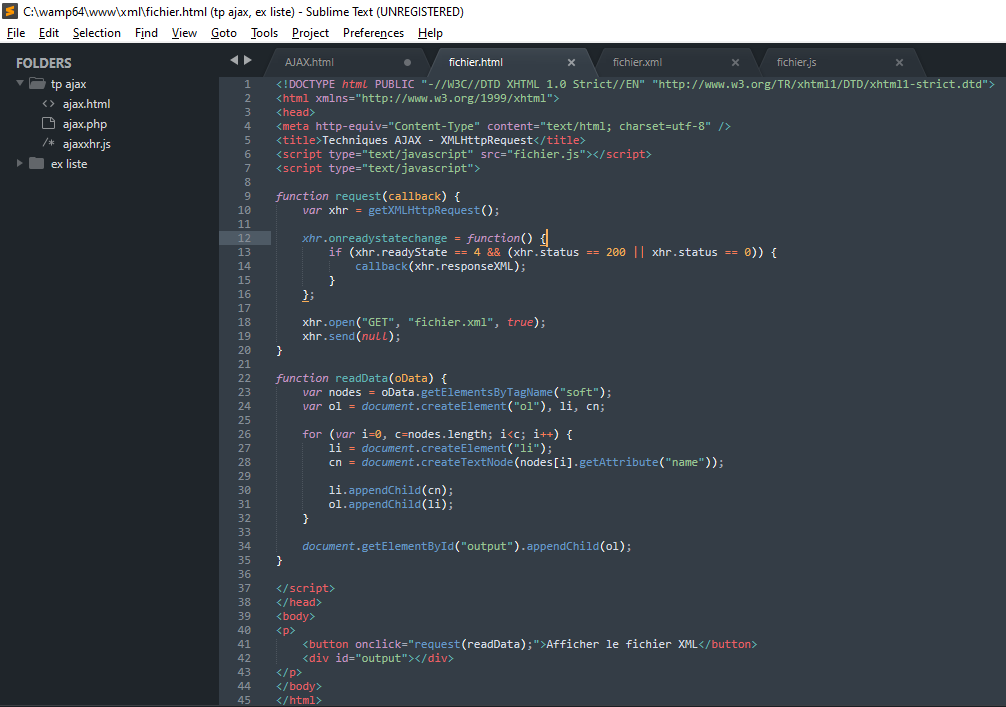 C:\wamp64\www\xml\fichier.html (tp ajax, ex liste) - Sublime Text (UNREGISTERED)
File Edit Selection Find View Goto Tools Project Preferences Help
FOLDERS
tp ajax
<> ajax.html
ajax.php
/* ajaxxhr.js
ex liste
AJAX.html fichier.html fichier.xml fichier.js
1 <!DOCTYPE html PUBLIC "-//W3C//DTD XHTML 1.0 Strict//EN" "http://www.w3.org/TR/xhtml1/DTD/xhtml1-strict.dtd">
2 <html xmlns="http://www.w3.org/1999/xhtml">
3 <head>
4 <meta http-equiv="Content-Type" content="text/html; charset=utf-8" />
5 <title>Techniques AJAX - XMLHttpRequest</title>
6 <script type="text/javascript" src="fichier.js"></script>
7 <script type="text/javascript">
8
9 function request(callback) {
10     var xhr = getXMLHttpRequest();
11
12     xhr.onreadystatechange = function() {
13         if (xhr.readyState == 4 && (xhr.status == 200 || xhr.status == 0)) {
14             callback(xhr.responseXML);
15         }
16     };
17
18     xhr.open("GET", "fichier.xml", true);
19     xhr.send(null);
20 }
21
22 function readData(oData) {
23     var nodes = oData.getElementsByTagName("soft");
24     var ol = document.createElement("ol"), li, cn;
25
26     for (var i=0, c=nodes.length; i<c; i++) {
27         li = document.createElement("li");
28         cn = document.createTextNode(nodes[i].getAttribute("name"));
29
30         li.appendChild(cn);
31         ol.appendChild(li);
32     }
33
34     document.getElementById("output").appendChild(ol);
35 }
36
37 </script>
38 </head>
39 <body>
40 <p>
41     <button onclick="request(readData);">Afficher le fichier XML</button>
42     <div id="output"></div>
43 </p>
44 </body>
45 </html>